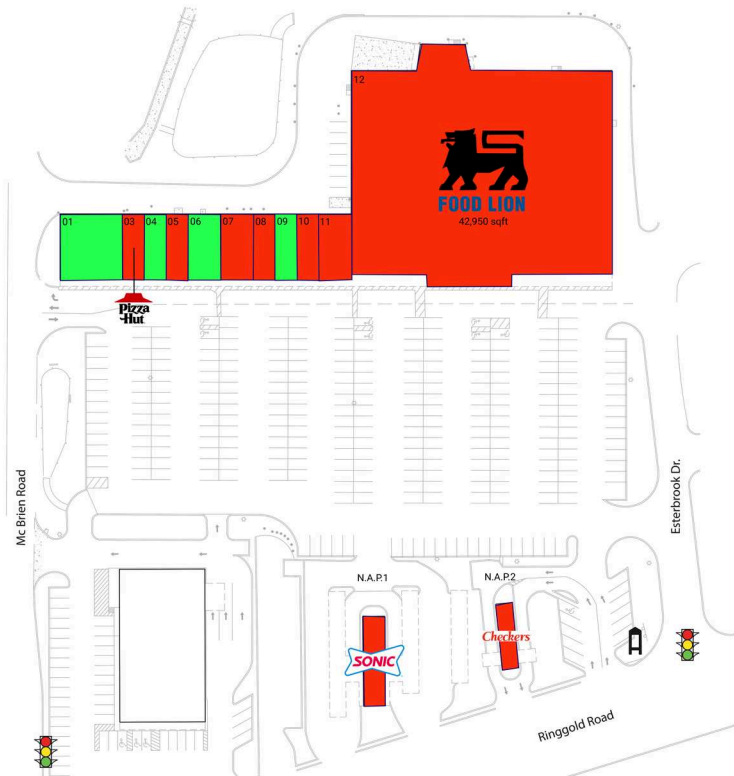 12
FOOD LION
42,950 sqft
01
03
04
05
06
07
08
09
10
11
Pizza
Hut
Mc Brien Road
Esterbrook Dr.
N.A.P.1
N.A.P.2
SONIC
Checkers
Ringgold Road